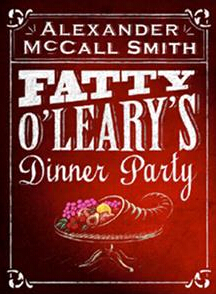 ALEXANDER
McCALL SMITH
FATTY
O'LEARY'S
Dinner Party